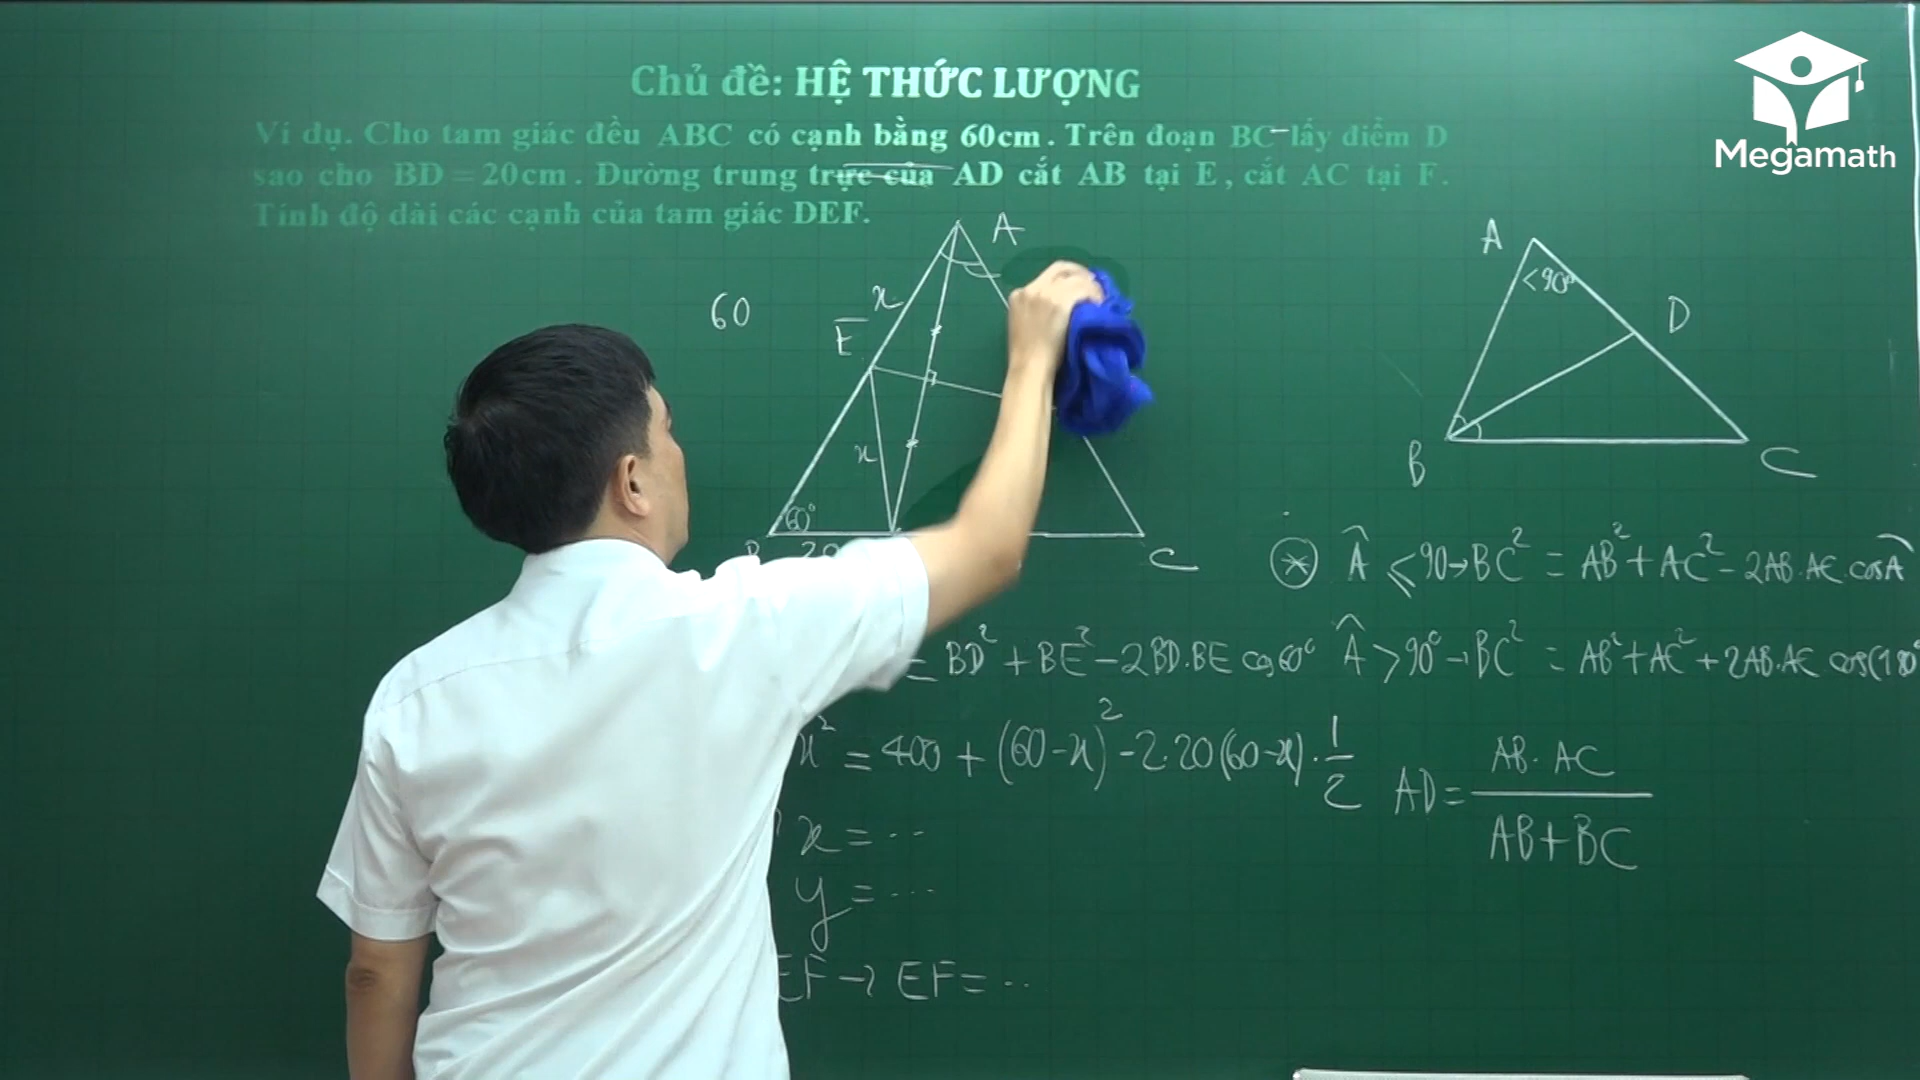 Megamath
Chủ đề: HỆ THỨC LƯỢNG
Ví dụ. Cho tam giác đều ABC có cạnh bằng 60cm. Trên đoạn BC lấy điểm D
sao cho BD = 20cm. Đường trung trực của AD cắt AB tại E, cắt AC tại F.
Tính độ dài các cạnh của tam giác DEF.
A
60
x
E
x
60°
C
A
<90°
D
B
C
= BD² + BE² - 2BD.BE cos60°
x² = 400 + (60-x)² - 2.20(60-x).1/2
x = ...
y = ...
EF → EF = ...
(*) Â ≤ 90 → BC² = AB² + AC² - 2AB.AC.cosA
Â > 90° → BC² = AB² + AC² + 2AB.AC cos(180°
AD = AB.AC / AB+BC